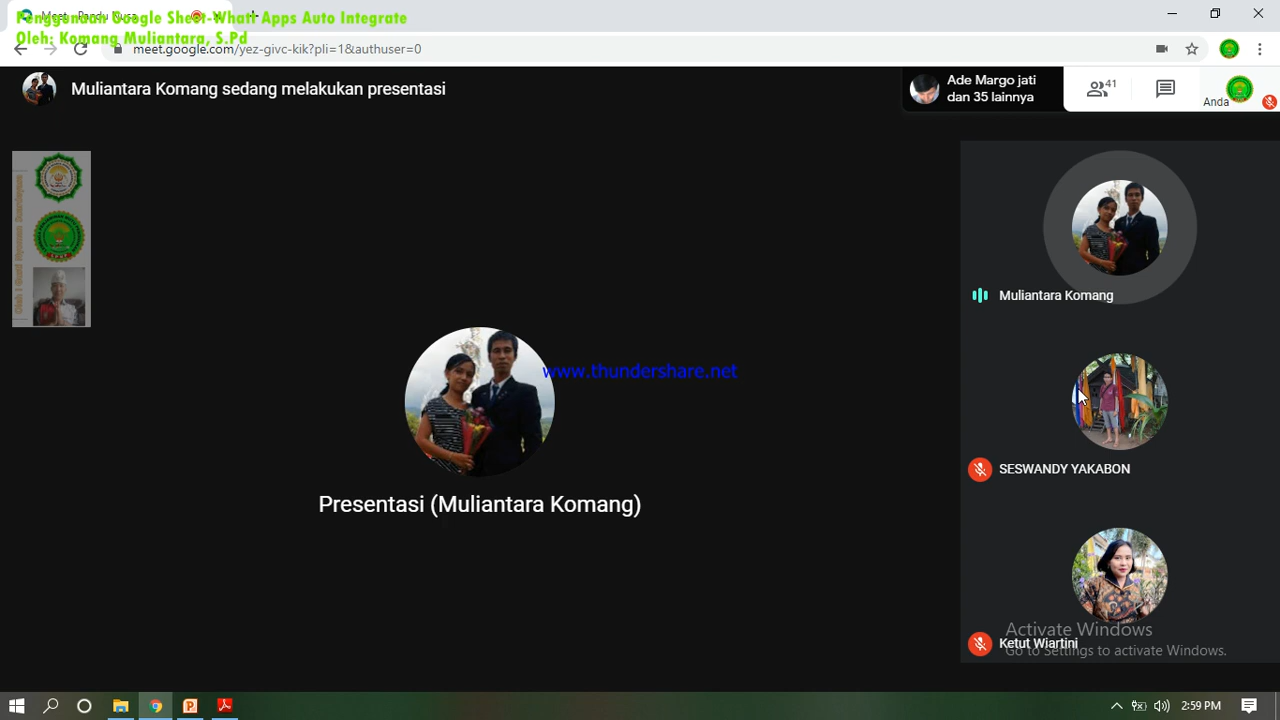 Penggunaan Google Sheet-Whatt Apps Auto Integrate
Oleh: Komang Muliantara, S.Pd
meet.google.com/yez-givc-kik?pli=1&authuser=0
Muliantara Komang sedang melakukan presentasi
Ade Margo jati
dan 35 lainnya
41
Anda
Muliantara Komang
www.thundershare.net
SESWANDY YAKABON
Presentasi (Muliantara Komang)
Activate Windows
Ketut Wiartini
Go to Settings to activate Windows.
2:59 PM